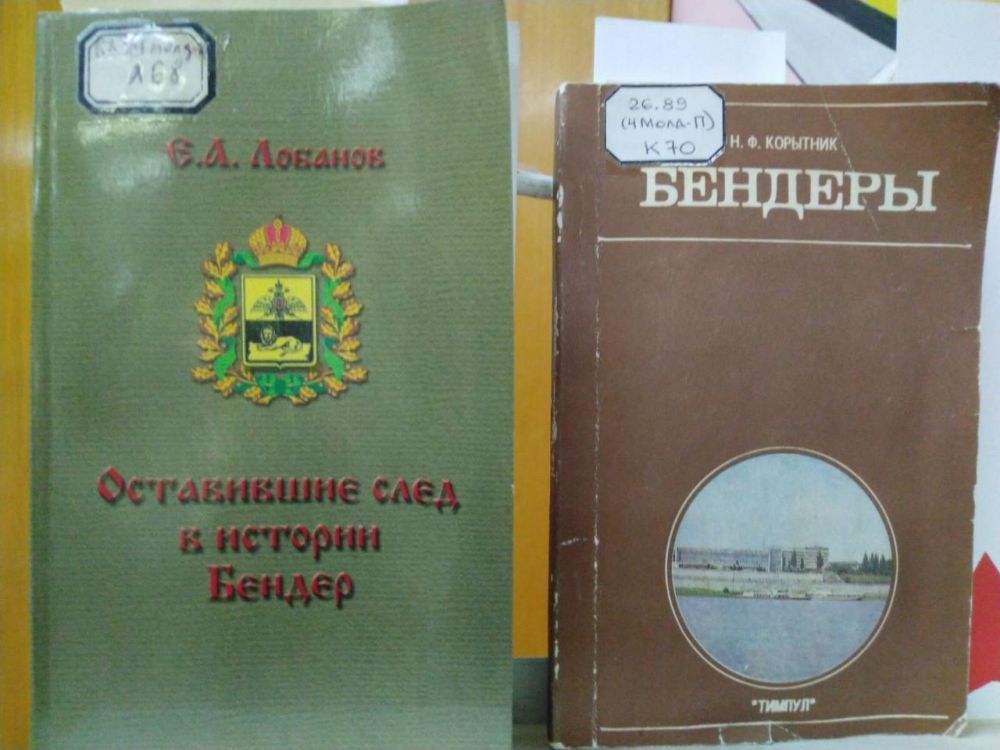 Л68
Е.А. Лобанов
Оставившие след
в истории
Бендер
26.89
(4Молд-П)
К70
Н. Ф. КОРЫТНИК
БЕНДЕРЫ
"ТИМПУЛ"